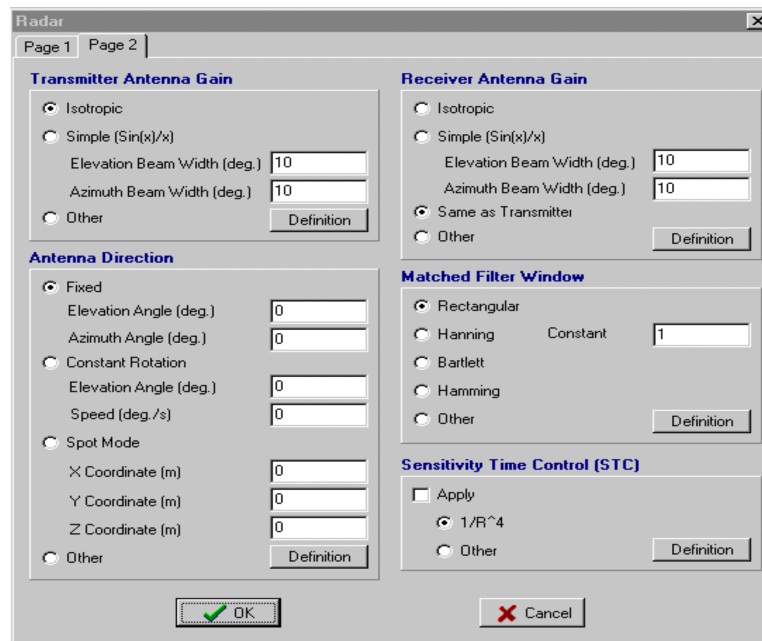 Radar
Page 1 Page 2
Transmitter Antenna Gain
Isotropic
Simple (Sin(x)/x)
Elevation Beam Width (deg.) 10
Azimuth Beam Width (deg.) 10
Other Definition
Antenna Direction
Fixed
Elevation Angle (deg.) 0
Azimuth Angle (deg.) 0
Constant Rotation
Elevation Angle (deg.) 0
Speed (deg./s) 0
Spot Mode
X Coordinate (m) 0
Y Coordinate (m) 0
Z Coordinate (m) 0
Other Definition
Receiver Antenna Gain
Isotropic
Simple (Sin(x)/x)
Elevation Beam Width (deg.) 10
Azimuth Beam Width (deg.) 10
Same as Transmitter
Other Definition
Matched Filter Window
Rectangular
Hanning Constant 1
Bartlett
Hamming
Other Definition
Sensitivity Time Control (STC)
Apply
1/R^4
Other Definition
OK Cancel